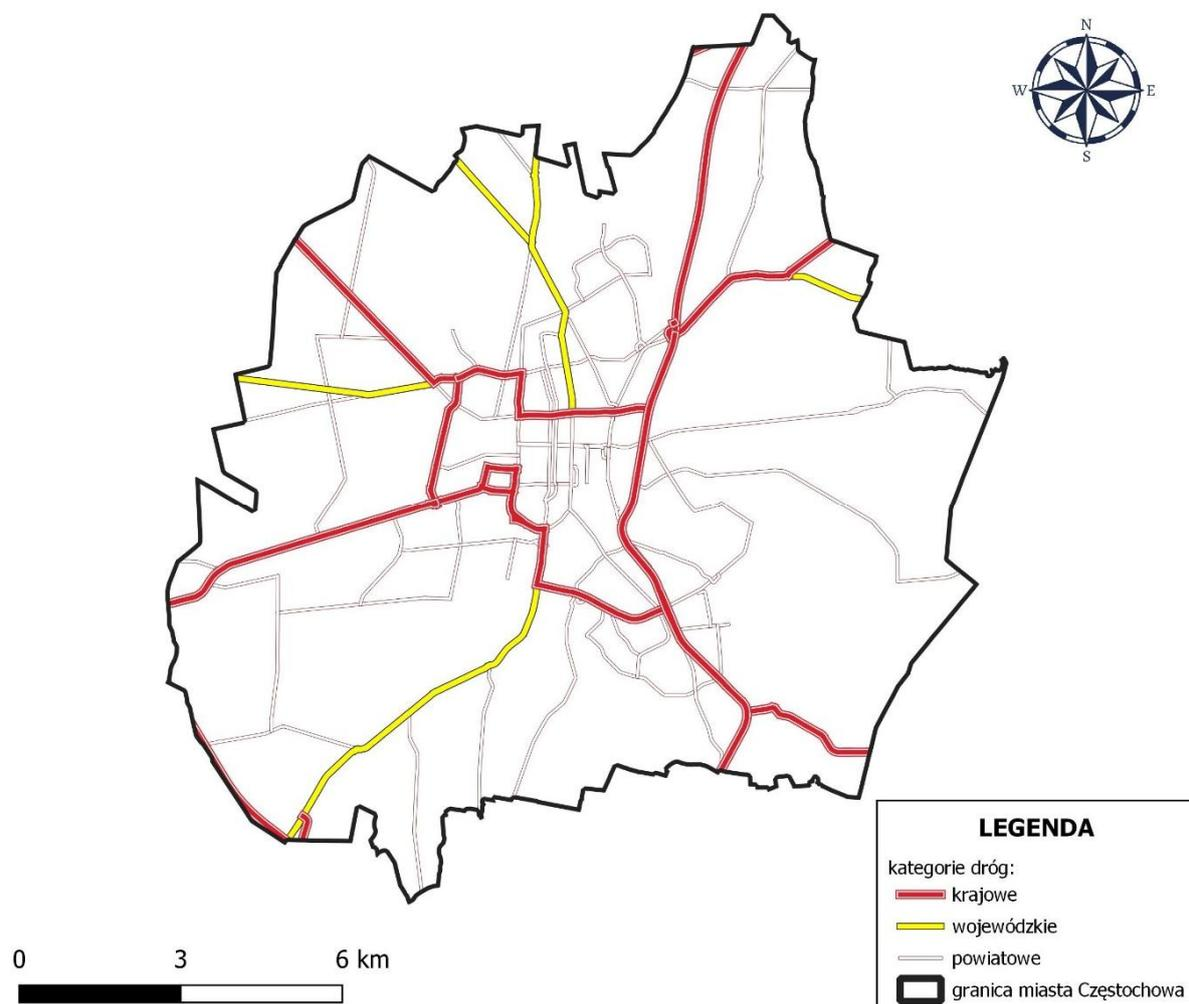 N
W E
S
LEGENDA
kategorie dróg:
krajowe
wojewódzkie
powiatowe
granica miasta Częstochowa
0 3 6 km